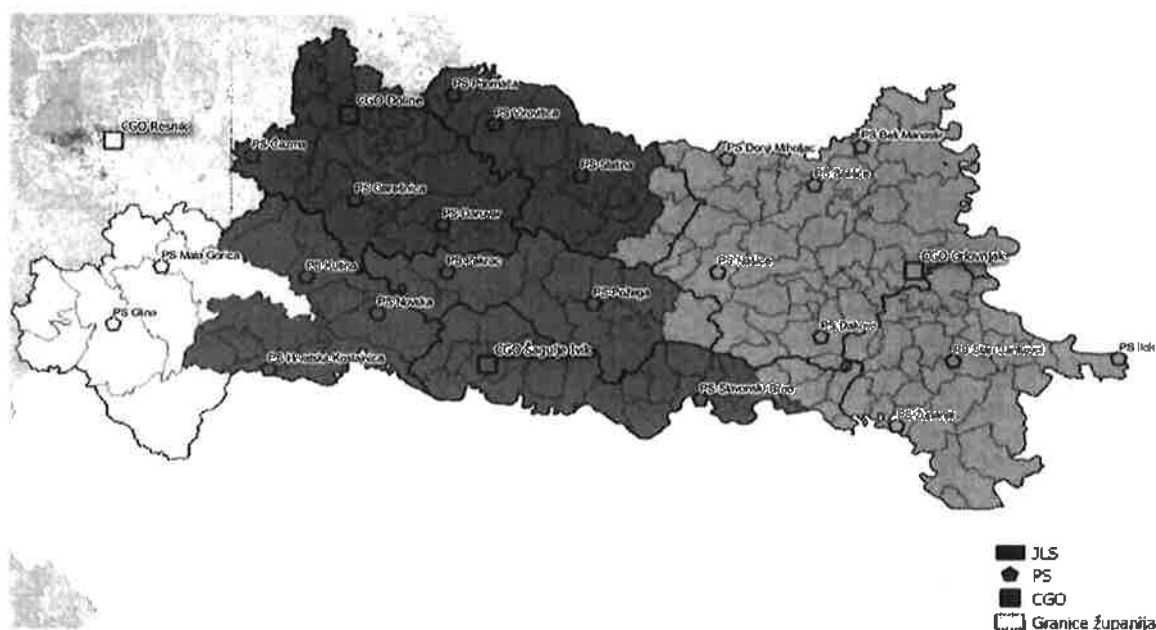 PS Pitomača
CGO Doline
PS Virovitica
CGO Resnik
PS Čazma
PS Beli Manastir
PS Donji Miholjac
PS Slatina
PS Garešnica
PS Daruvar
CGO Orlovnjak
PS Mala Gorica
PS Kutina
PS Pakrac
PS Našice
PS Novska
PS Požega
PS Glina
PS Đakovo
PS Hrvatska Kostajnica
CGO Šagulje Ivik
PS Ilok
PS Slavonski Brod
JLS
PS
CGO
Granice županija